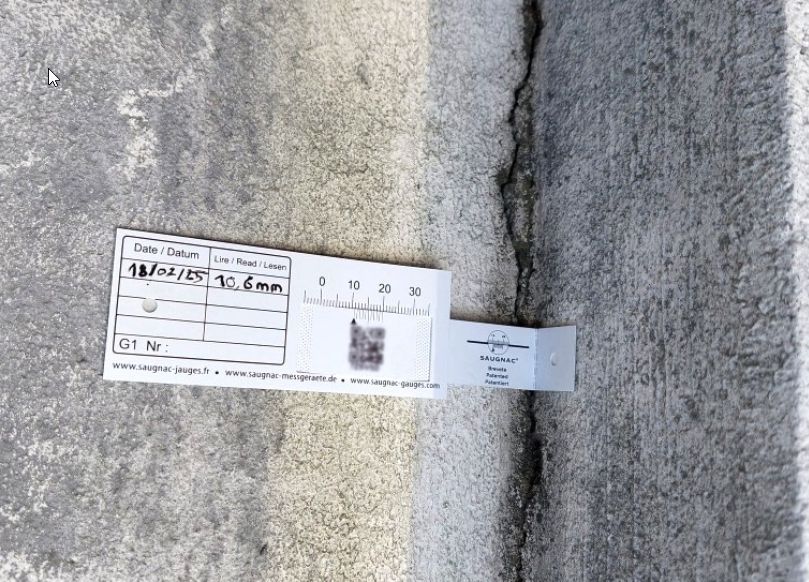 Date / Datum
Lire / Read / Lesen
18/02/25
10,6mm
G1 Nr :
0 10 20 30
www.saugnac-jauges.fr • www.saugnac-messgeraete.de • www.saugnac-gauges.com
SAUGNAC
Breveté
Patented
Patentiert